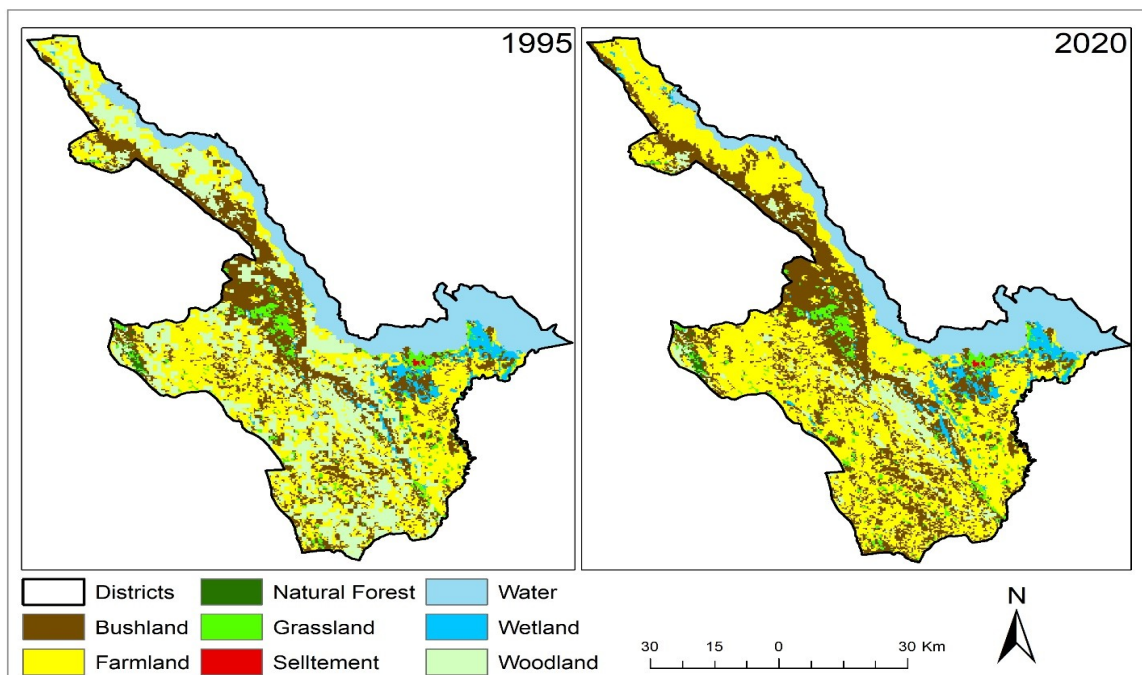 1995
2020
Districts
Natural Forest
Water
Bushland
Grassland
Wetland
Farmland
Selltement
Woodland
30 15 0 30 Km
N